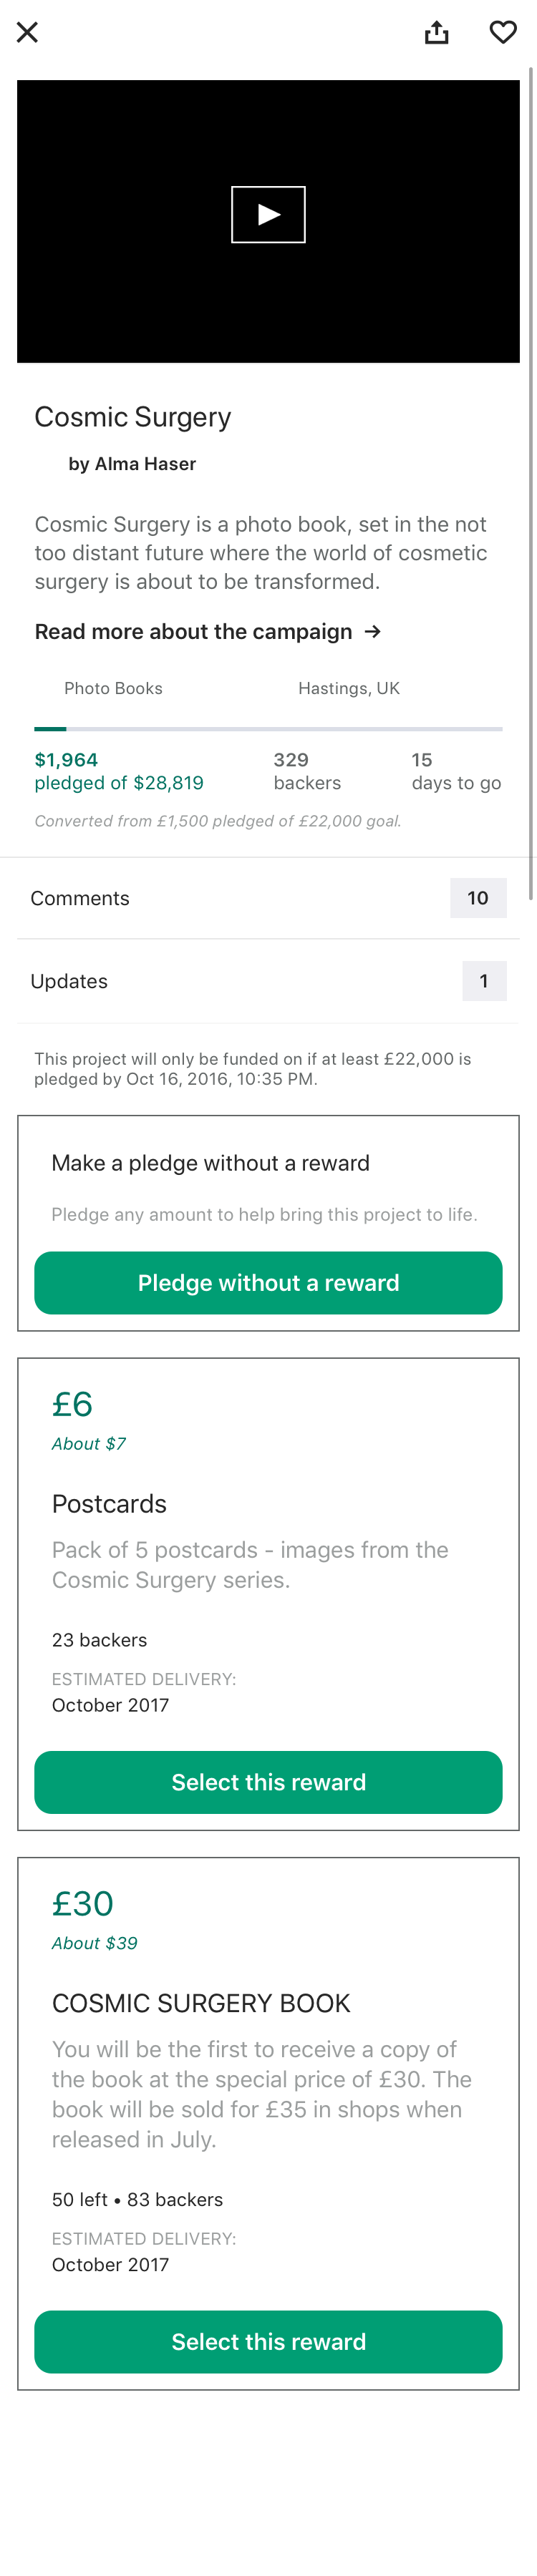 Cosmic Surgery
by Alma Haser
Cosmic Surgery is a photo book, set in the not
too distant future where the world of cosmetic
surgery is about to be transformed.
Read more about the campaign →
Photo Books
Hastings, UK
$1,964
pledged of $28,819
329
backers
15
days to go
Converted from £1,500 pledged of £22,000 goal.
Comments
10
Updates
1
This project will only be funded on if at least £22,000 is
pledged by Oct 16, 2016, 10:35 PM.
Make a pledge without a reward
Pledge any amount to help bring this project to life.
Pledge without a reward
£6
About $7
Postcards
Pack of 5 postcards - images from the
Cosmic Surgery series.
23 backers
ESTIMATED DELIVERY:
October 2017
Select this reward
£30
About $39
COSMIC SURGERY BOOK
You will be the first to receive a copy of
the book at the special price of £30. The
book will be sold for £35 in shops when
released in July.
50 left • 83 backers
ESTIMATED DELIVERY:
October 2017
Select this reward